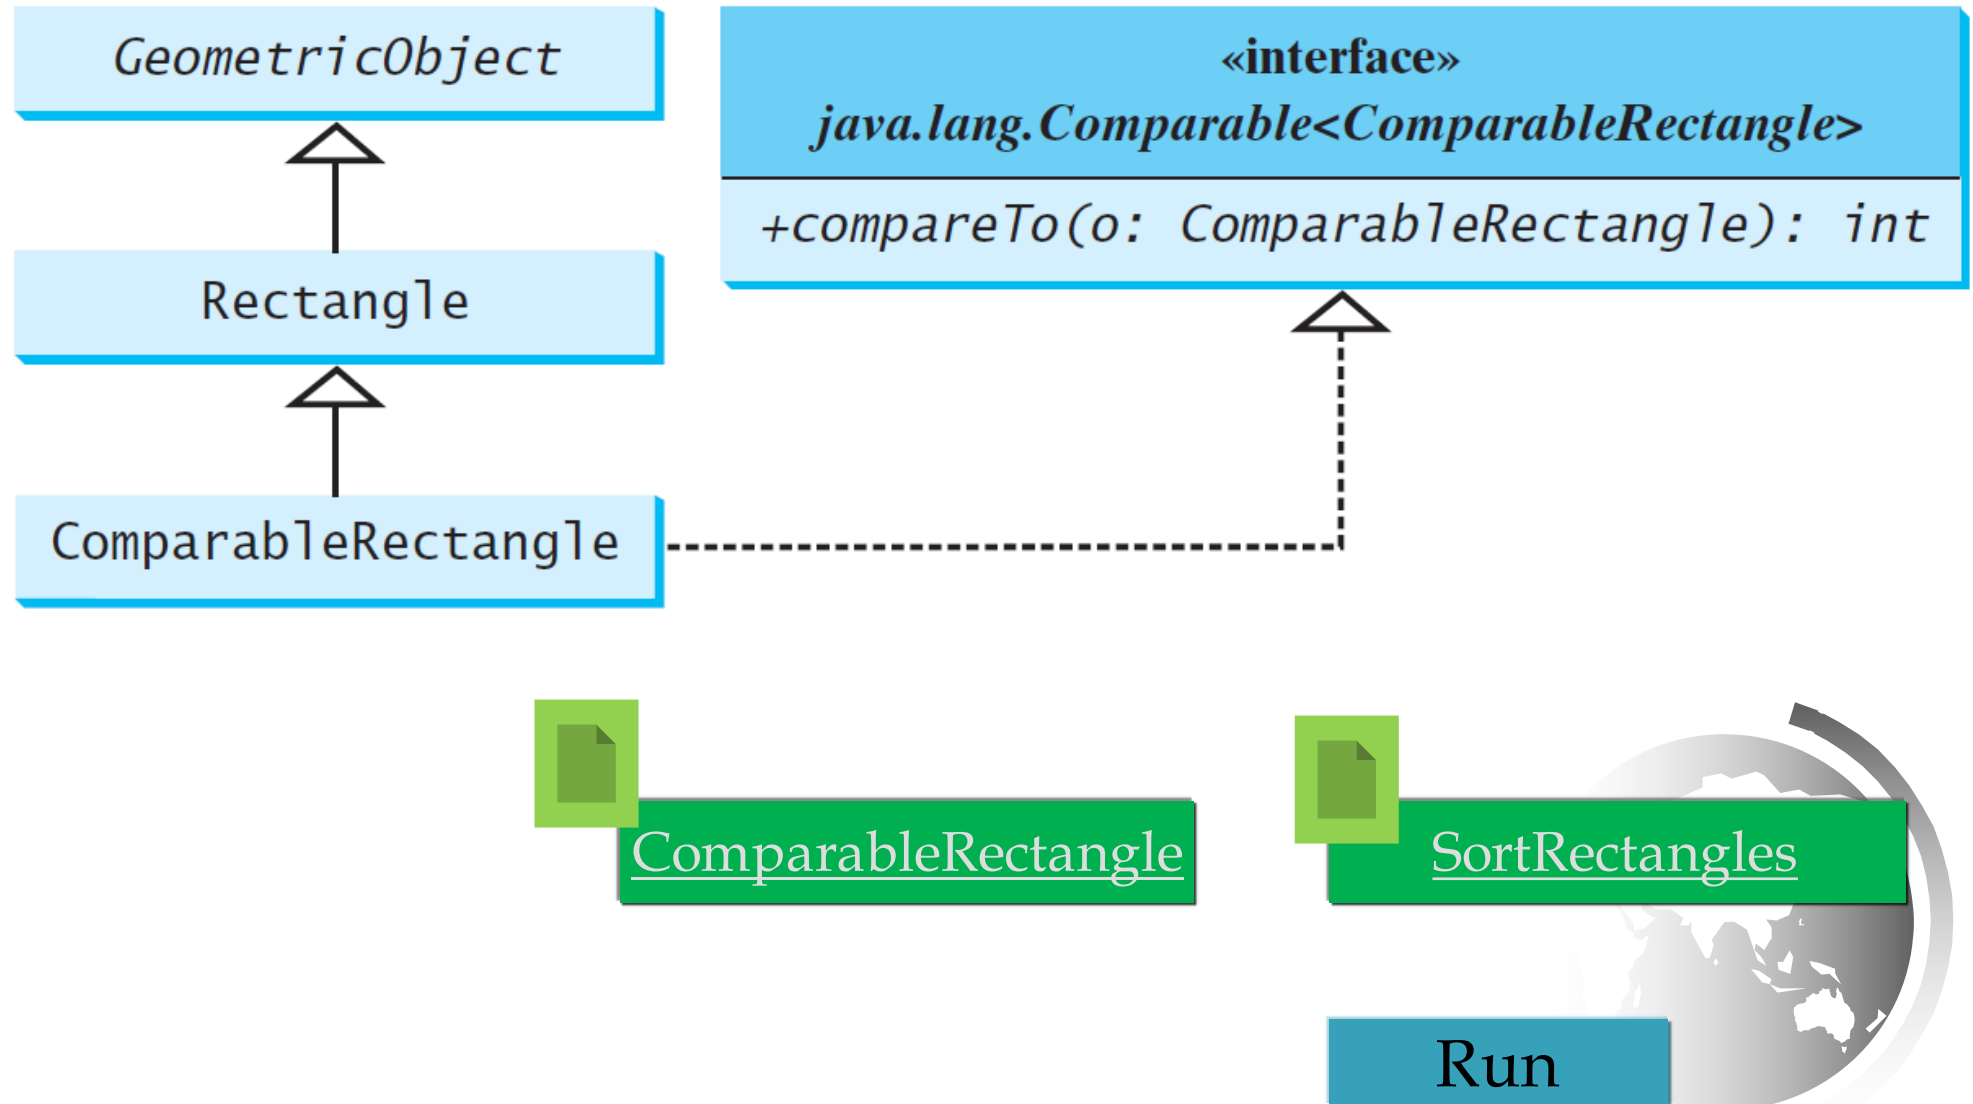 GeometricObject
«interface»
java.lang.Comparable<ComparableRectangle>
+compareTo(o: ComparableRectangle): int
Rectangle
ComparableRectangle
ComparableRectangle
SortRectangles
Run